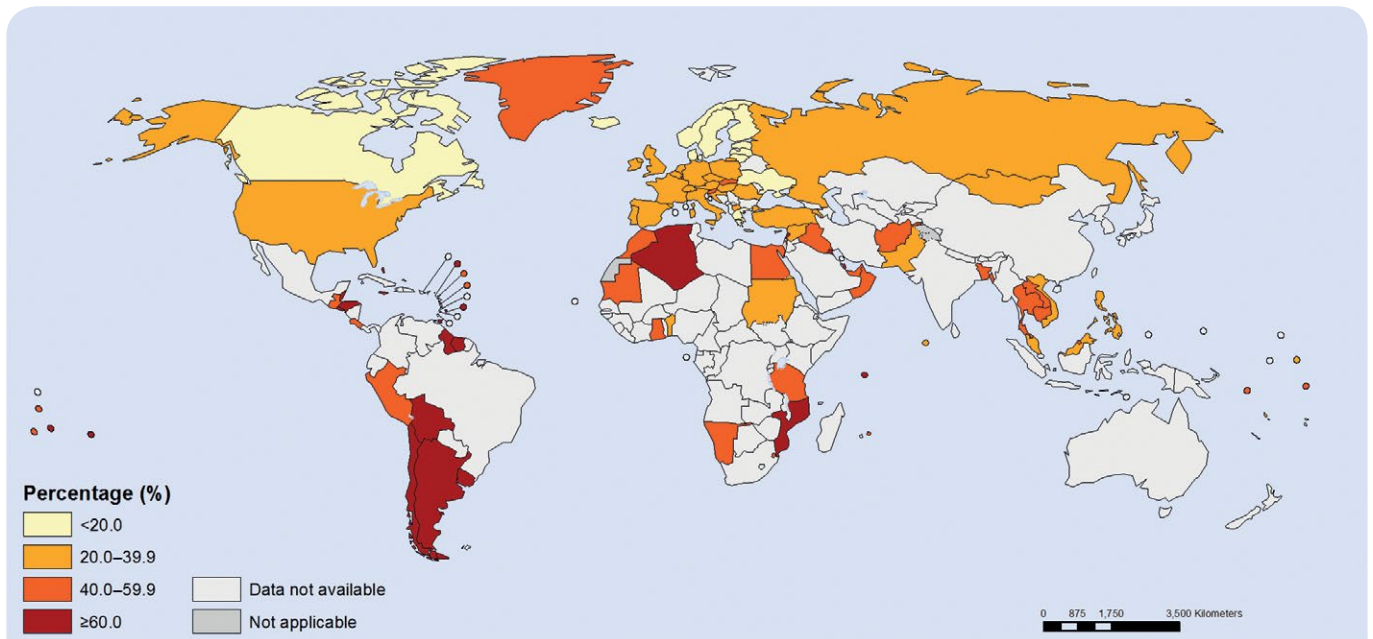 Percentage (%)
<20.0
20.0–39.9
40.0–59.9
≥60.0
Data not available
Not applicable
0 875 1,750 3,500 Kilometers